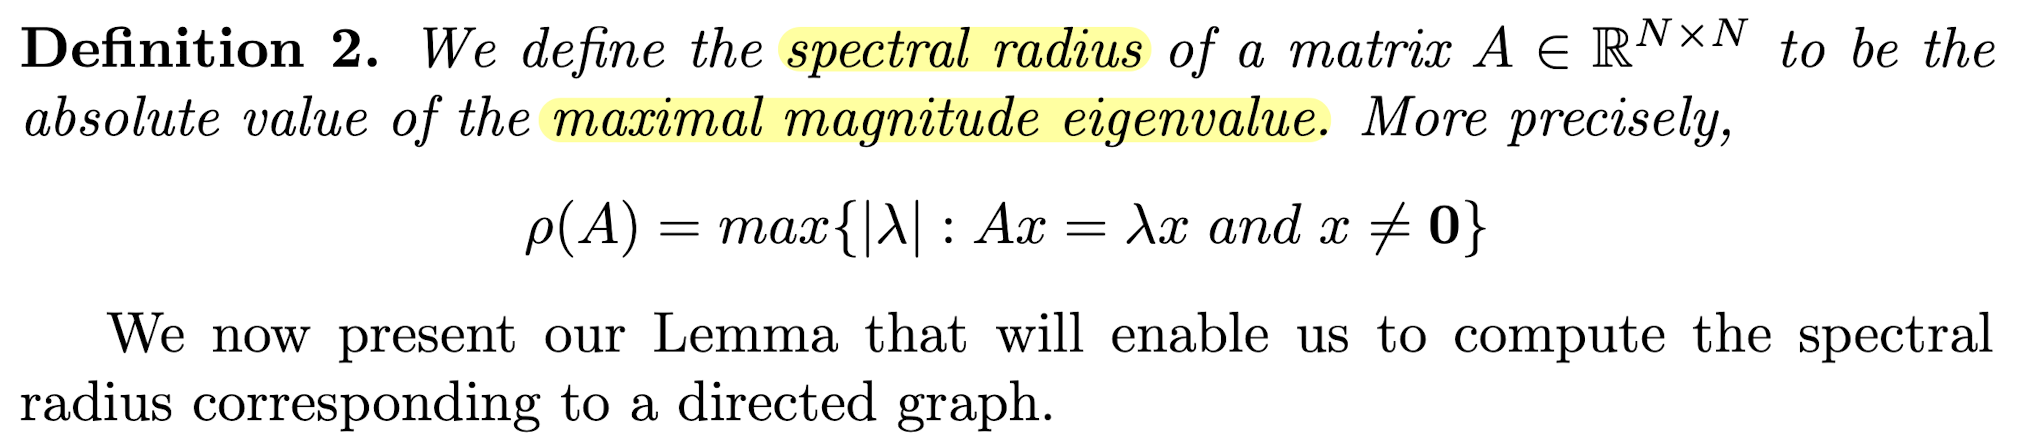 Definition 2. We define the spectral radius of a matrix A ∈ ℝ^{N×N} to be the
absolute value of the maximal magnitude eigenvalue. More precisely,
ρ(A) = max{|λ| : Ax = λx and x ≠ 0}
We now present our Lemma that will enable us to compute the spectral
radius corresponding to a directed graph.